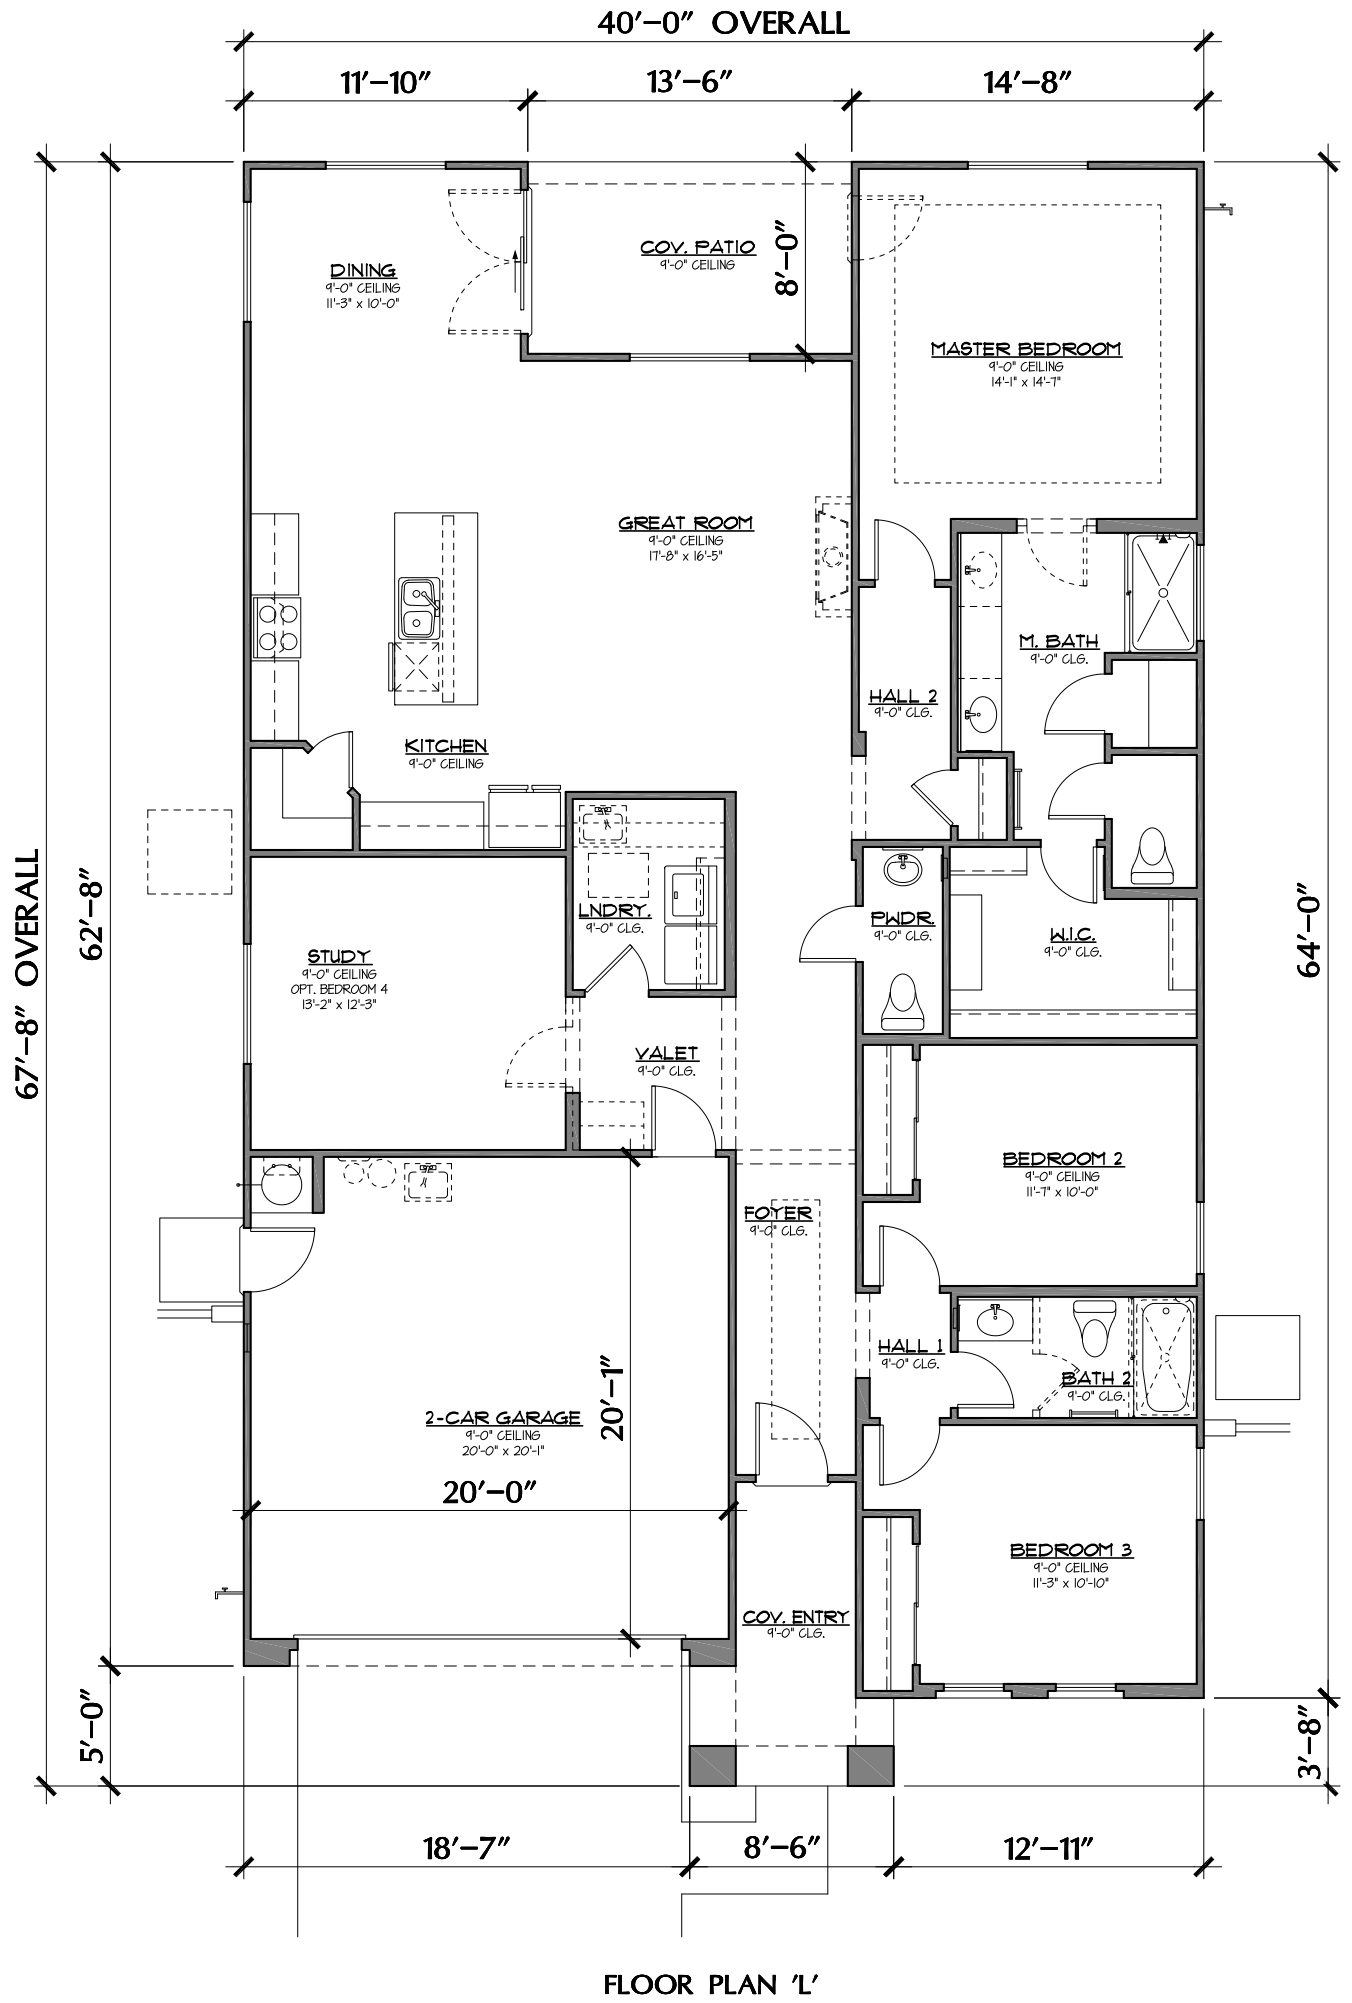 40'-0" OVERALL
11'-10"
13'-6"
14'-8"
COV. PATIO
9'-0" CEILING
8'-0"
DINING
9'-0" CEILING
11'-3" x 10'-0"
MASTER BEDROOM
9'-0" CEILING
14'-1" x 14'-7"
GREAT ROOM
9'-0" CEILING
17'-8" x 16'-5"
M. BATH
9'-0" CLG.
HALL 2
9'-0" CLG.
KITCHEN
9'-0" CEILING
67'-8" OVERALL
62'-8"
64'-0"
LNDRY.
9'-0" CLG.
PWDR.
9'-0" CLG.
W.I.C.
9'-0" CLG.
STUDY
9'-0" CEILING
OPT. BEDROOM 4
13'-2" x 12'-3"
VALET
9'-0" CLG.
BEDROOM 2
9'-0" CEILING
11'-7" x 10'-0"
FOYER
9'-0" CLG.
HALL 1
9'-0" CLG.
BATH 2
9'-0" CLG.
2-CAR GARAGE
9'-0" CEILING
20'-0" x 20'-1"
20'-1"
20'-0"
BEDROOM 3
9'-0" CEILING
11'-3" x 10'-10"
COV. ENTRY
9'-0" CLG.
5'-0"
3'-8"
18'-7"
8'-6"
12'-11"
FLOOR PLAN 'L'